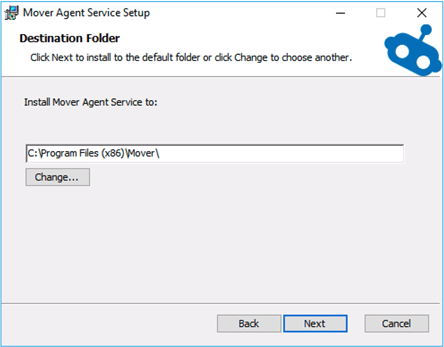 Mover Agent Service Setup
Destination Folder
Click Next to install to the default folder or click Change to choose another.
Install Mover Agent Service to:
C:\Program Files (x86)\Mover\
Change...
Back Next Cancel